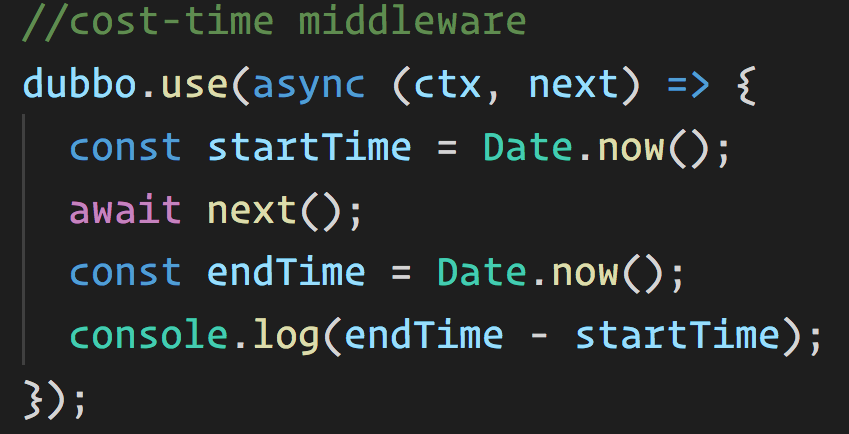 //cost-time middleware
dubbo.use(async (ctx, next) => {
  const startTime = Date.now();
  await next();
  const endTime = Date.now();
  console.log(endTime - startTime);
});